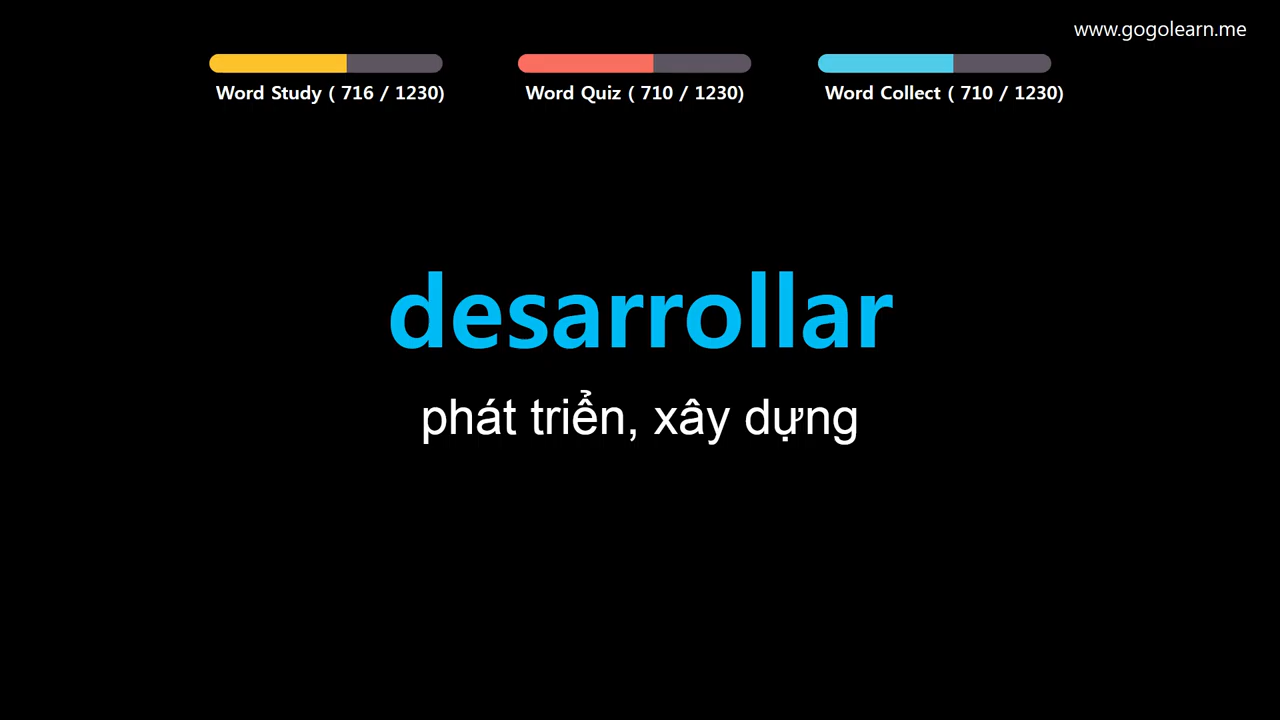 www.gogolearn.me
Word Study ( 716 / 1230)
Word Quiz ( 710 / 1230)
Word Collect ( 710 / 1230)
desarrollar
phát triển, xây dựng